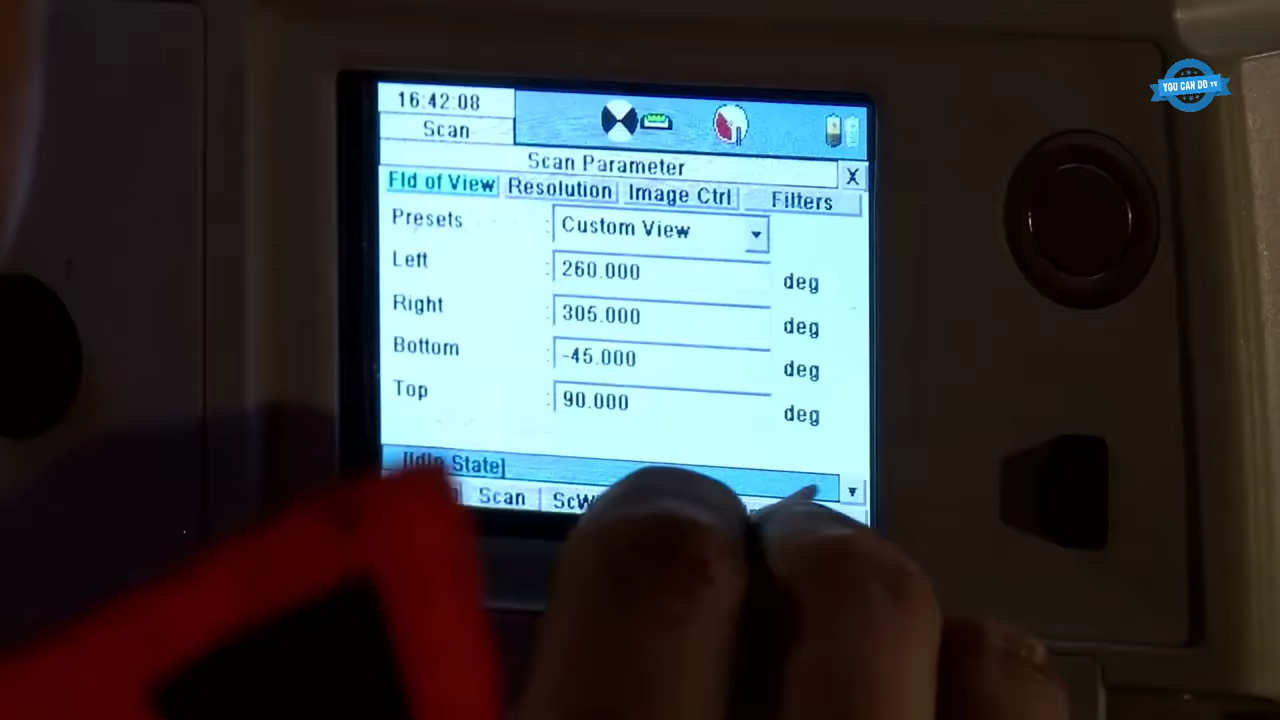 YOU CAN DO TV
16:42:08
Scan
Scan Parameter
X
Fld of View Resolution Image Ctrl Filters
Presets : Custom View
Left : 260.000 deg
Right : 305.000 deg
Bottom : -45.000 deg
Top : 90.000 deg
[Idle State]
Scan